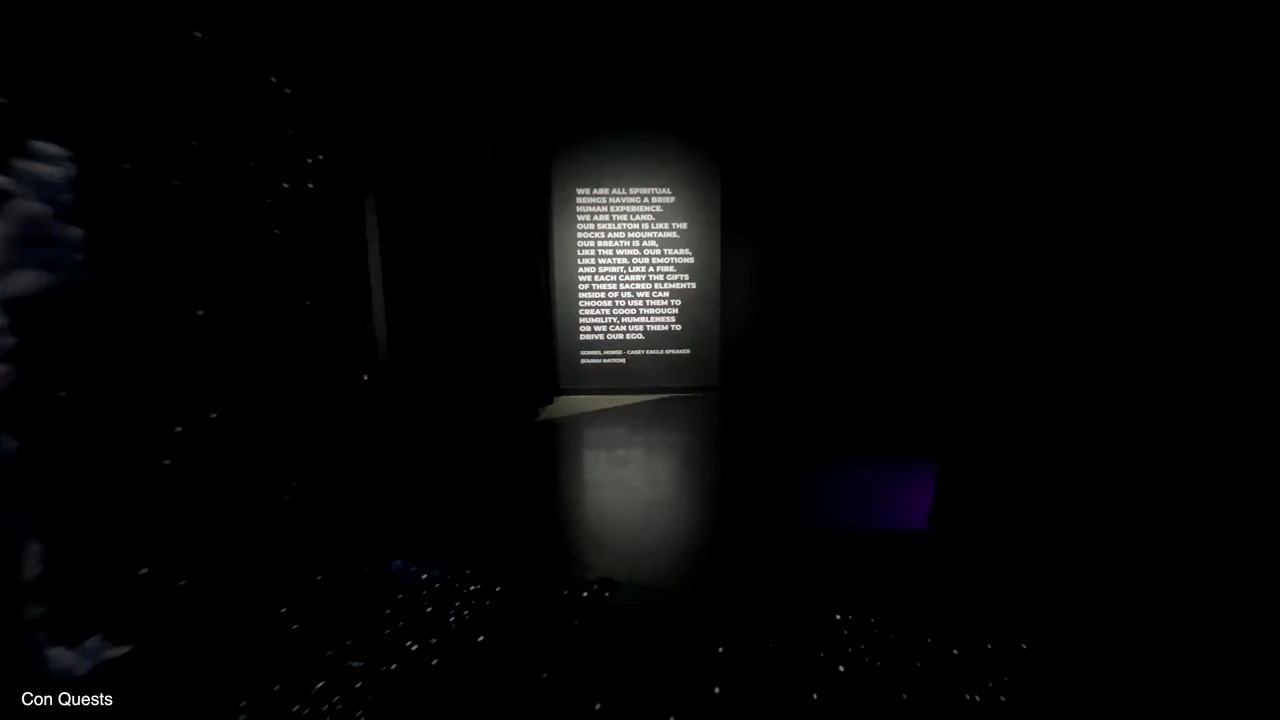 WE ARE ALL SPIRITUAL
BEINGS HAVING A BRIEF
HUMAN EXPERIENCE.
WE ARE THE LAND.
OUR SKELETON IS LIKE THE
ROCKS AND MOUNTAINS.
OUR BREATH IS AIR,
LIKE THE WIND. OUR TEARS,
LIKE WATER. OUR EMOTIONS
AND SPIRIT, LIKE A FIRE.
WE EACH CARRY THE GIFTS
OF THESE SACRED ELEMENTS
INSIDE OF US. WE CAN
CHOOSE TO USE THEM TO
CREATE GOOD THROUGH
HUMILITY, HUMBLENESS
OR WE CAN USE THEM TO
DRIVE OUR EGO.
SORREL HORSE - CASEY EAGLE SPEAKER
(KAINAI NATION)
Con Quests